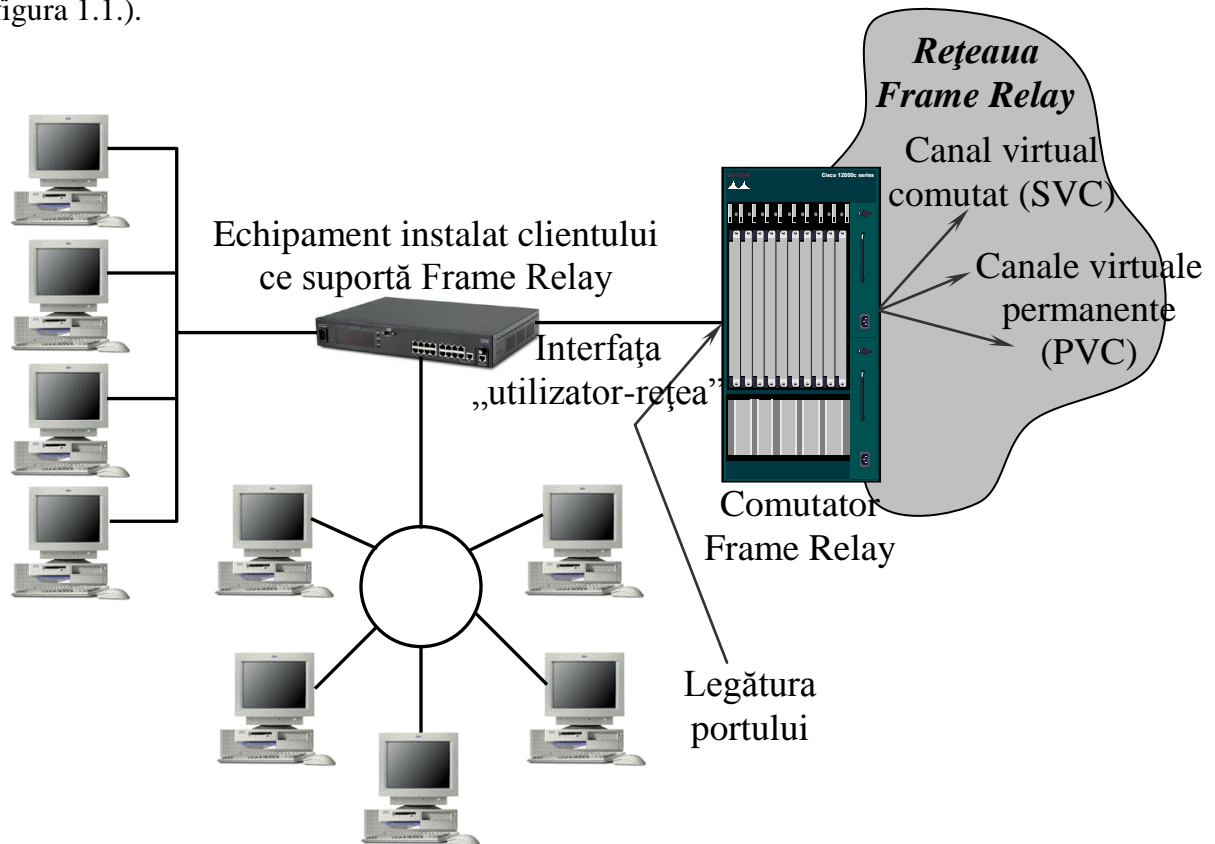 figura 1.1.).
Reţeaua
Frame Relay
Canal virtual
comutat (SVC)
Cisco 12000c series
Echipament instalat clientului
ce suportă Frame Relay
Canale virtuale
permanente
(PVC)
Interfaţa
„utilizator-reţea”
Comutator
Frame Relay
Legătura
portului